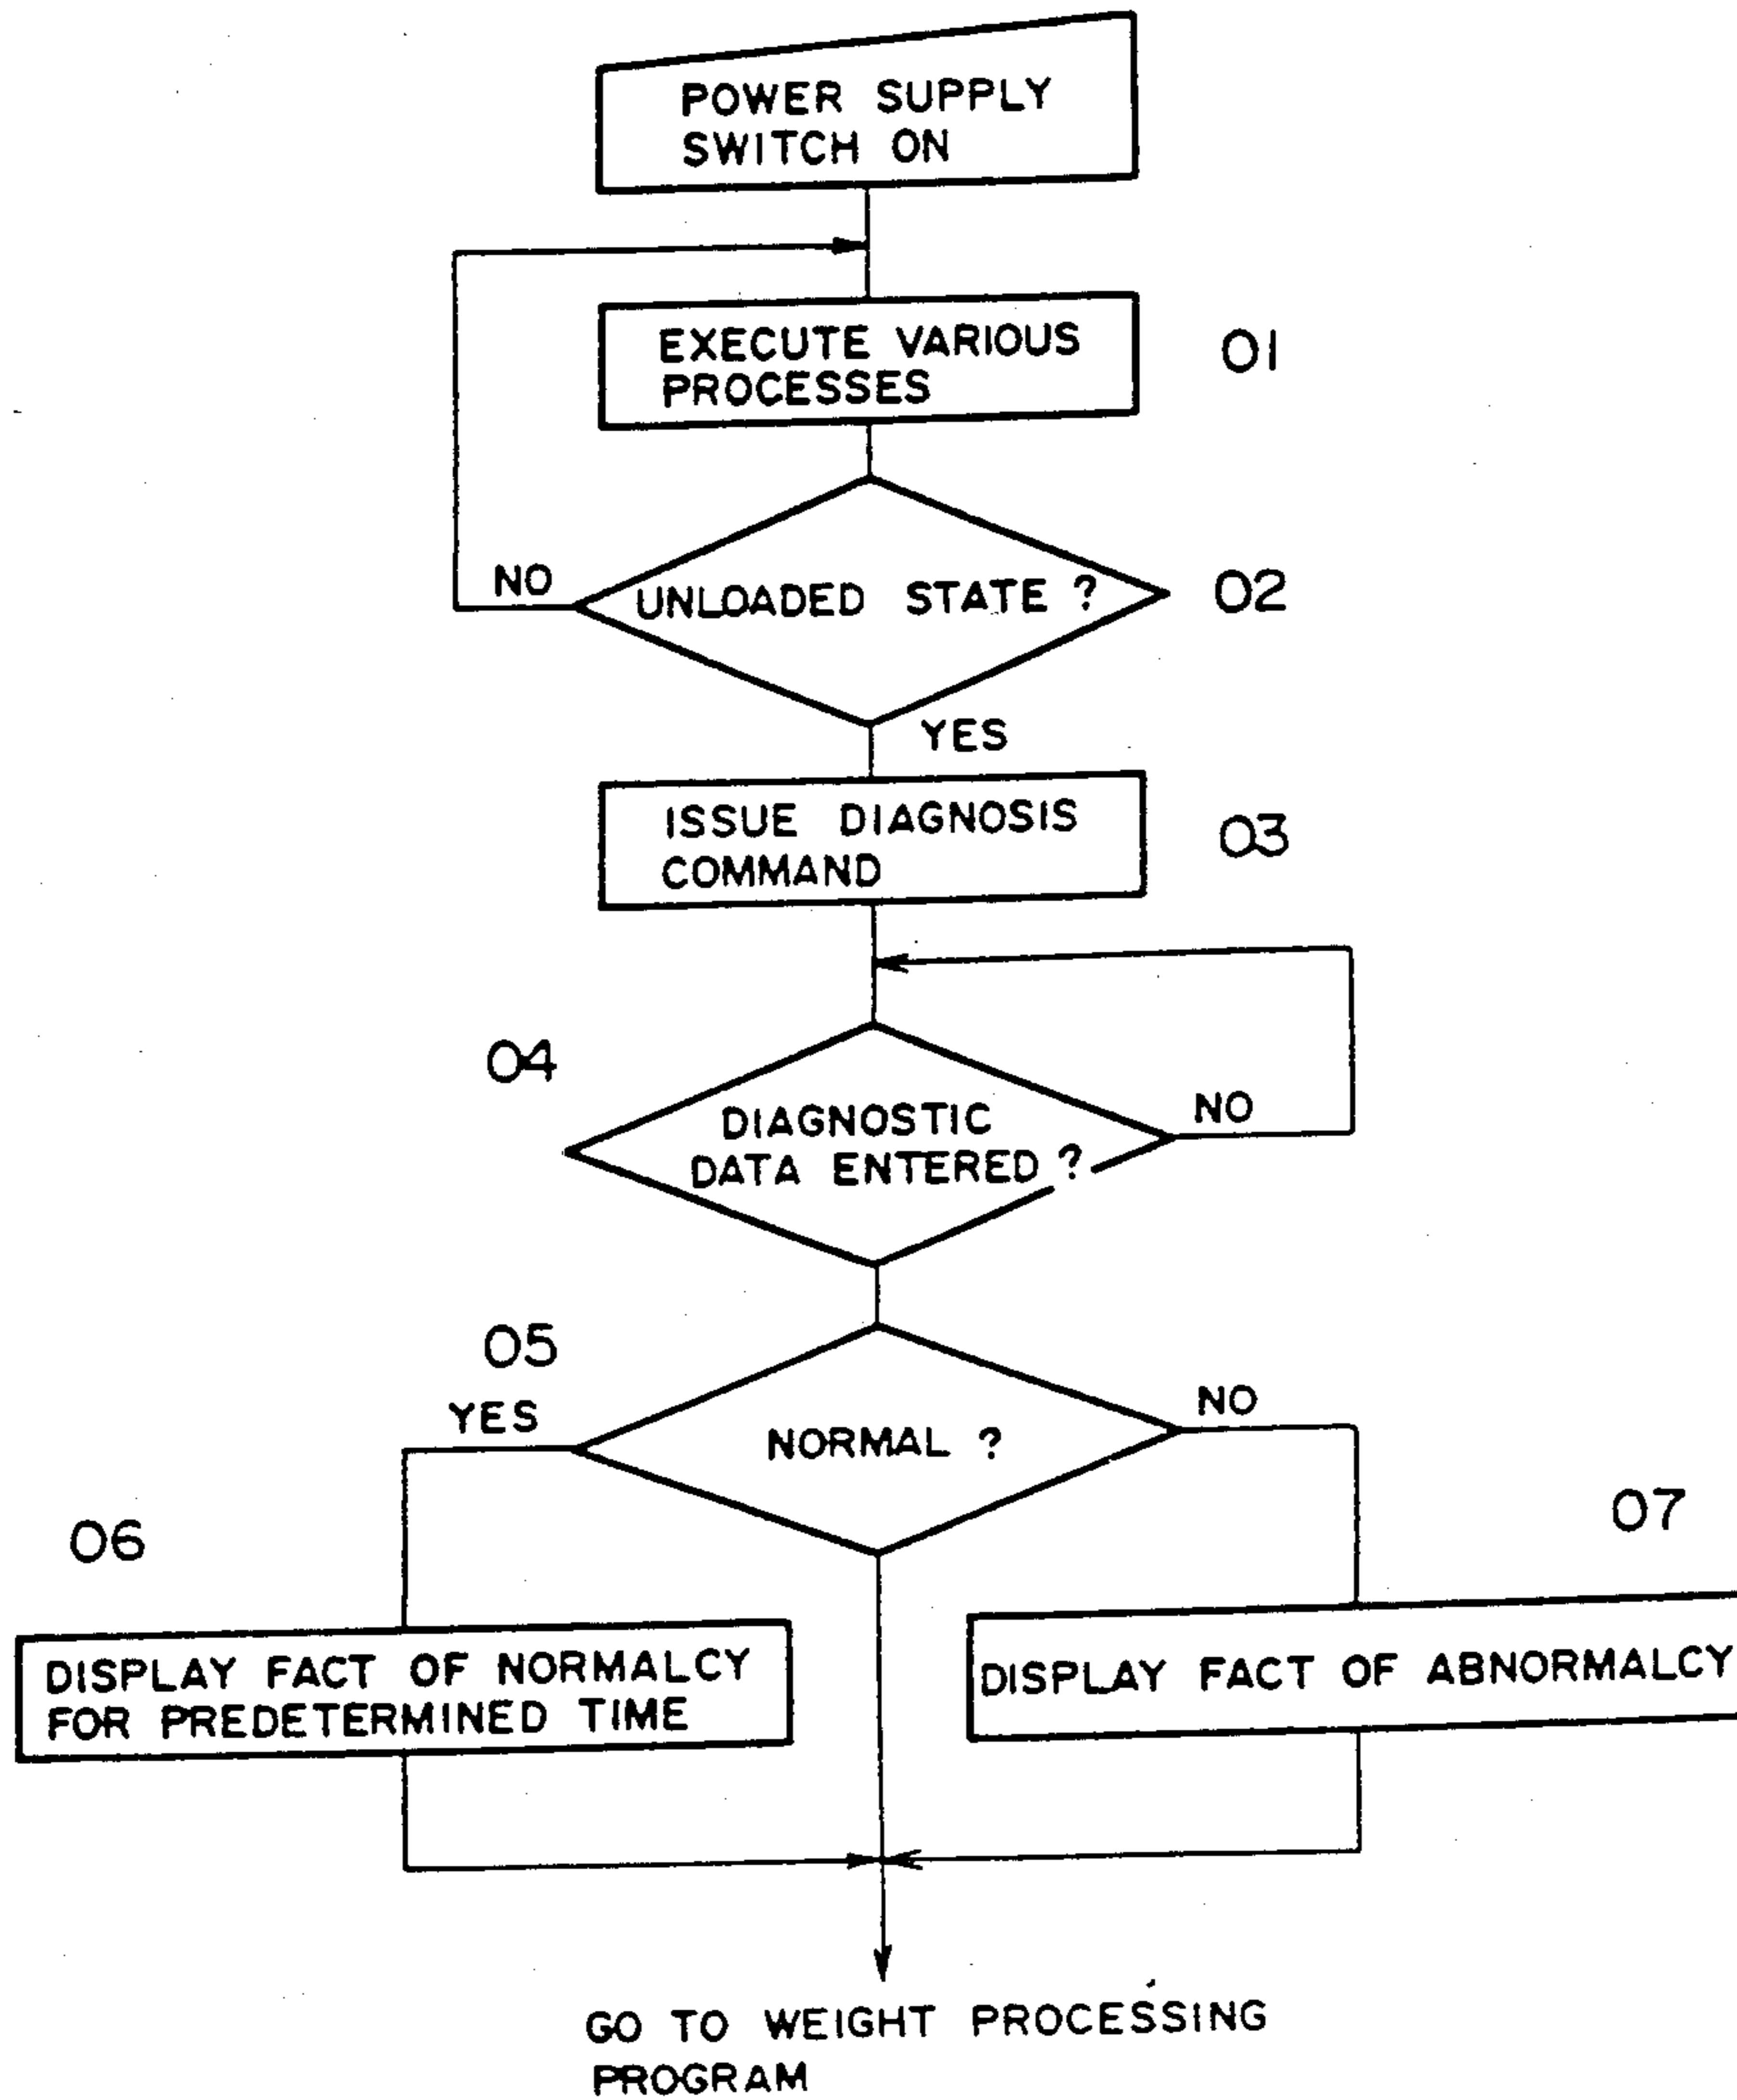 POWER SUPPLY
SWITCH ON
EXECUTE VARIOUS
PROCESSES
01
NO
UNLOADED STATE ?
02
YES
ISSUE DIAGNOSIS
COMMAND
03
04
DIAGNOSTIC
DATA ENTERED ?
NO
05
YES
NORMAL ?
NO
06
07
DISPLAY FACT OF NORMALCY
FOR PREDETERMINED TIME
DISPLAY FACT OF ABNORMALCY
GO TO WEIGHT PROCESSING
PROGRAM